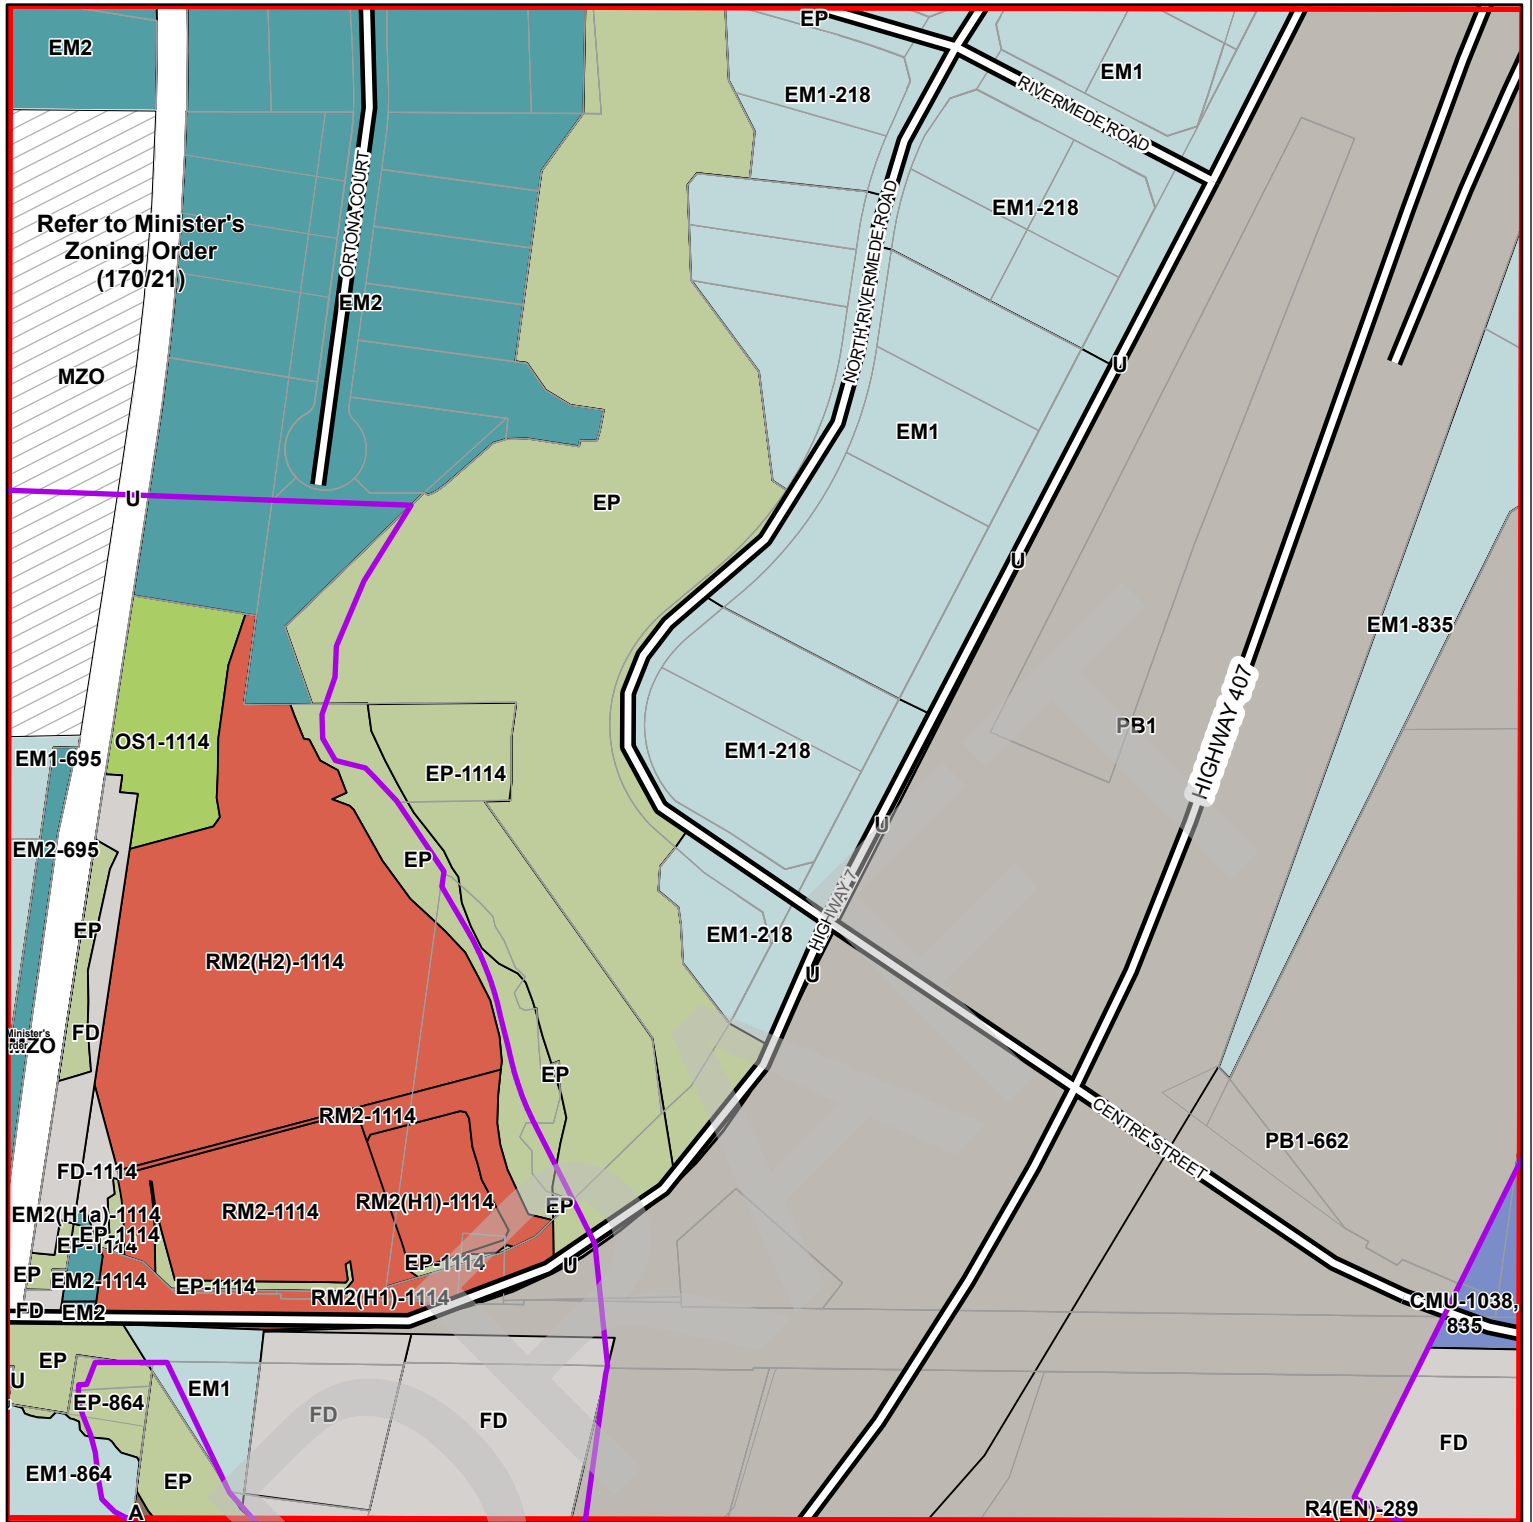 EM2
EP
EM1-218
EM1
RIVERMEDE ROAD
EM1-218
ORTONA COURT
NORTH RIVERMEDE ROAD
Refer to Minister's
Zoning Order
(170/21)
EM2
MZO
U
EM1
U
EP
U
EM1-835
HIGHWAY 407
PB1
OS1-1114
EM1-695
EP-1114
EM1-218
U
EM2-695
EP
HIGHWAY 7
EP
EM1-218
RM2(H2)-1114
U
FD
Minister's
MZO
EP
RM2-1114
CENTRE STREET
PB1-662
FD-1114
RM2-1114
RM2(H1)-1114
EP
EM2(H1a)-1114
EP-1114
EP-1114
EP-1114
U
EP
EM2-1114
EP-1114
RM2(H1)-1114
FD
EM2
CMU-1038,
835
EP
U
EM1
EP-864
FD
FD
FD
EM1-864
EP
A
R4(EN)-289